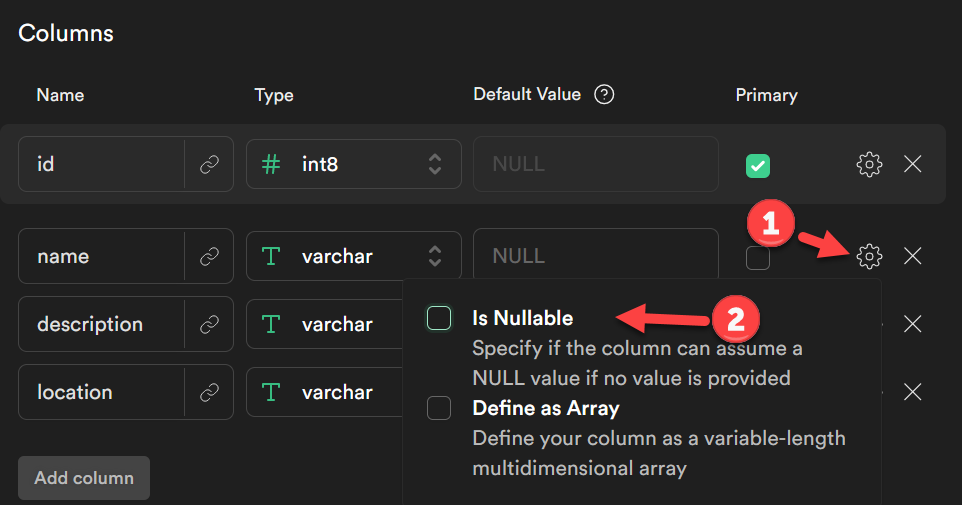 Columns
Name Type Default Value ? Primary
id # int8 NULL
1
name T varchar NULL
description T varchar
location T varchar
Is Nullable 2
Specify if the column can assume a
NULL value if no value is provided
Define as Array
Define your column as a variable-length
multidimensional array
Add column